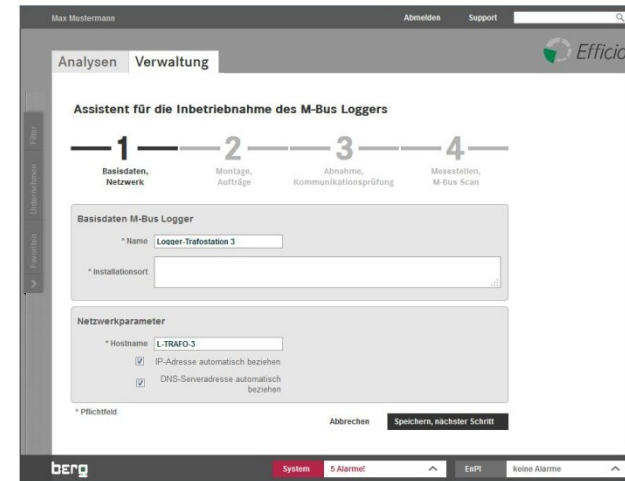 Max Mustermann
Abmelden
Support
Efficio
Analysen
Verwaltung
Filter
Unternehmen
Favoriten
Assistent für die Inbetriebnahme des M-Bus Loggers
1
2
3
4
Basisdaten,
Netzwerk
Montage,
Aufträge
Abnahme,
Kommunikationsprüfung
Messstellen,
M-Bus Scan
Basisdaten M-Bus Logger
* Name
Logger-Trafostation 3
* Installationsort
Netzwerkparameter
* Hostname
L-TRAFO-3
IP-Adresse automatisch beziehen
DNS-Serveradresse automatisch
beziehen
* Pflichtfeld
Abbrechen
Speichern, nächster Schritt
berg
System
5 Alarme!
EnPI
keine Alarme